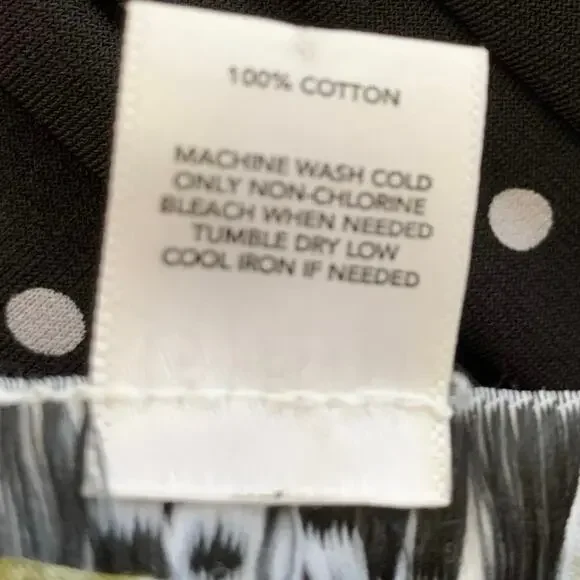 100% COTTON
MACHINE WASH COLD
ONLY NON-CHLORINE
BLEACH WHEN NEEDED
TUMBLE DRY LOW
COOL IRON IF NEEDED